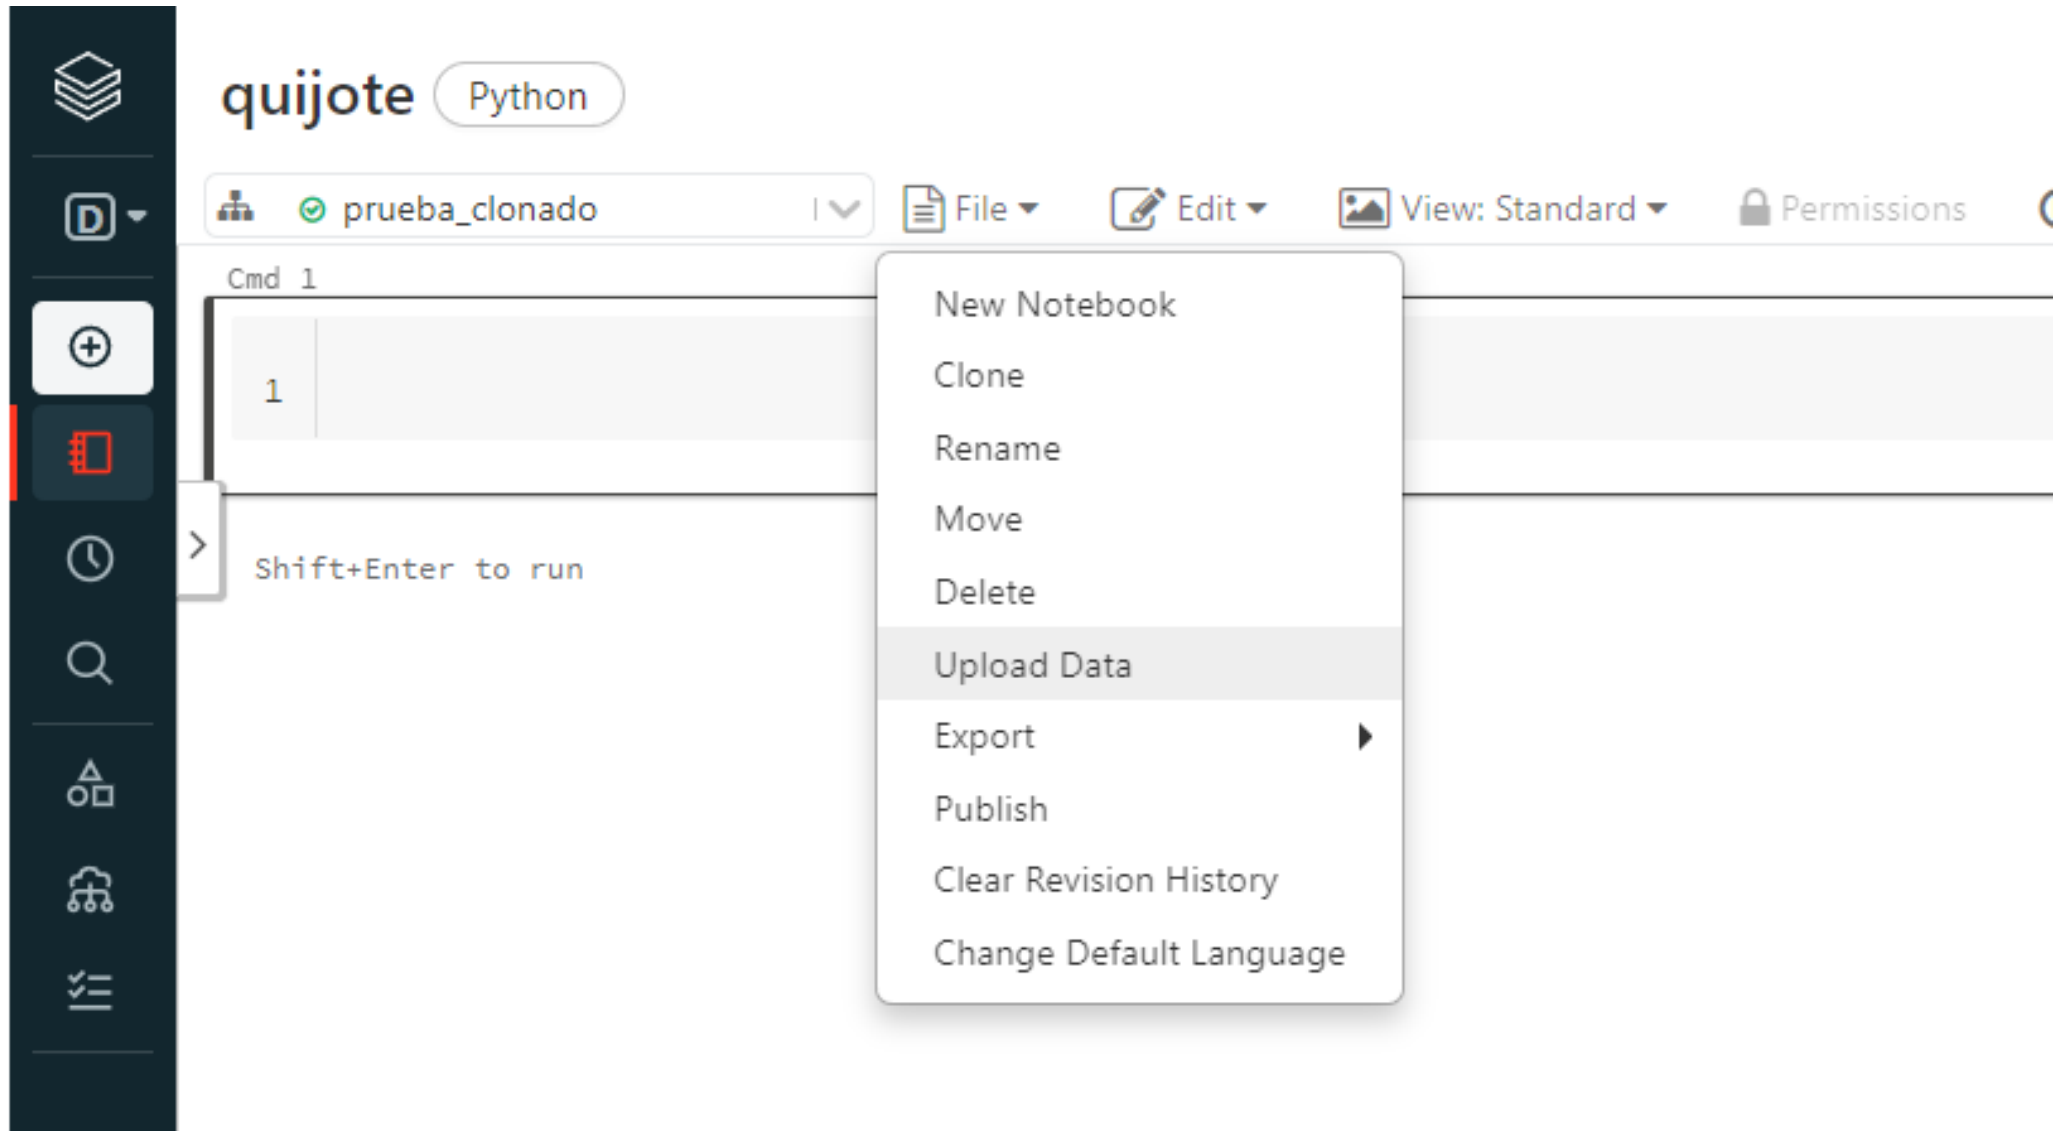 quijote Python
D
prueba_clonado File Edit View: Standard Permissions
Cmd 1
1
Shift+Enter to run
New Notebook
Clone
Rename
Move
Delete
Upload Data
Export
Publish
Clear Revision History
Change Default Language